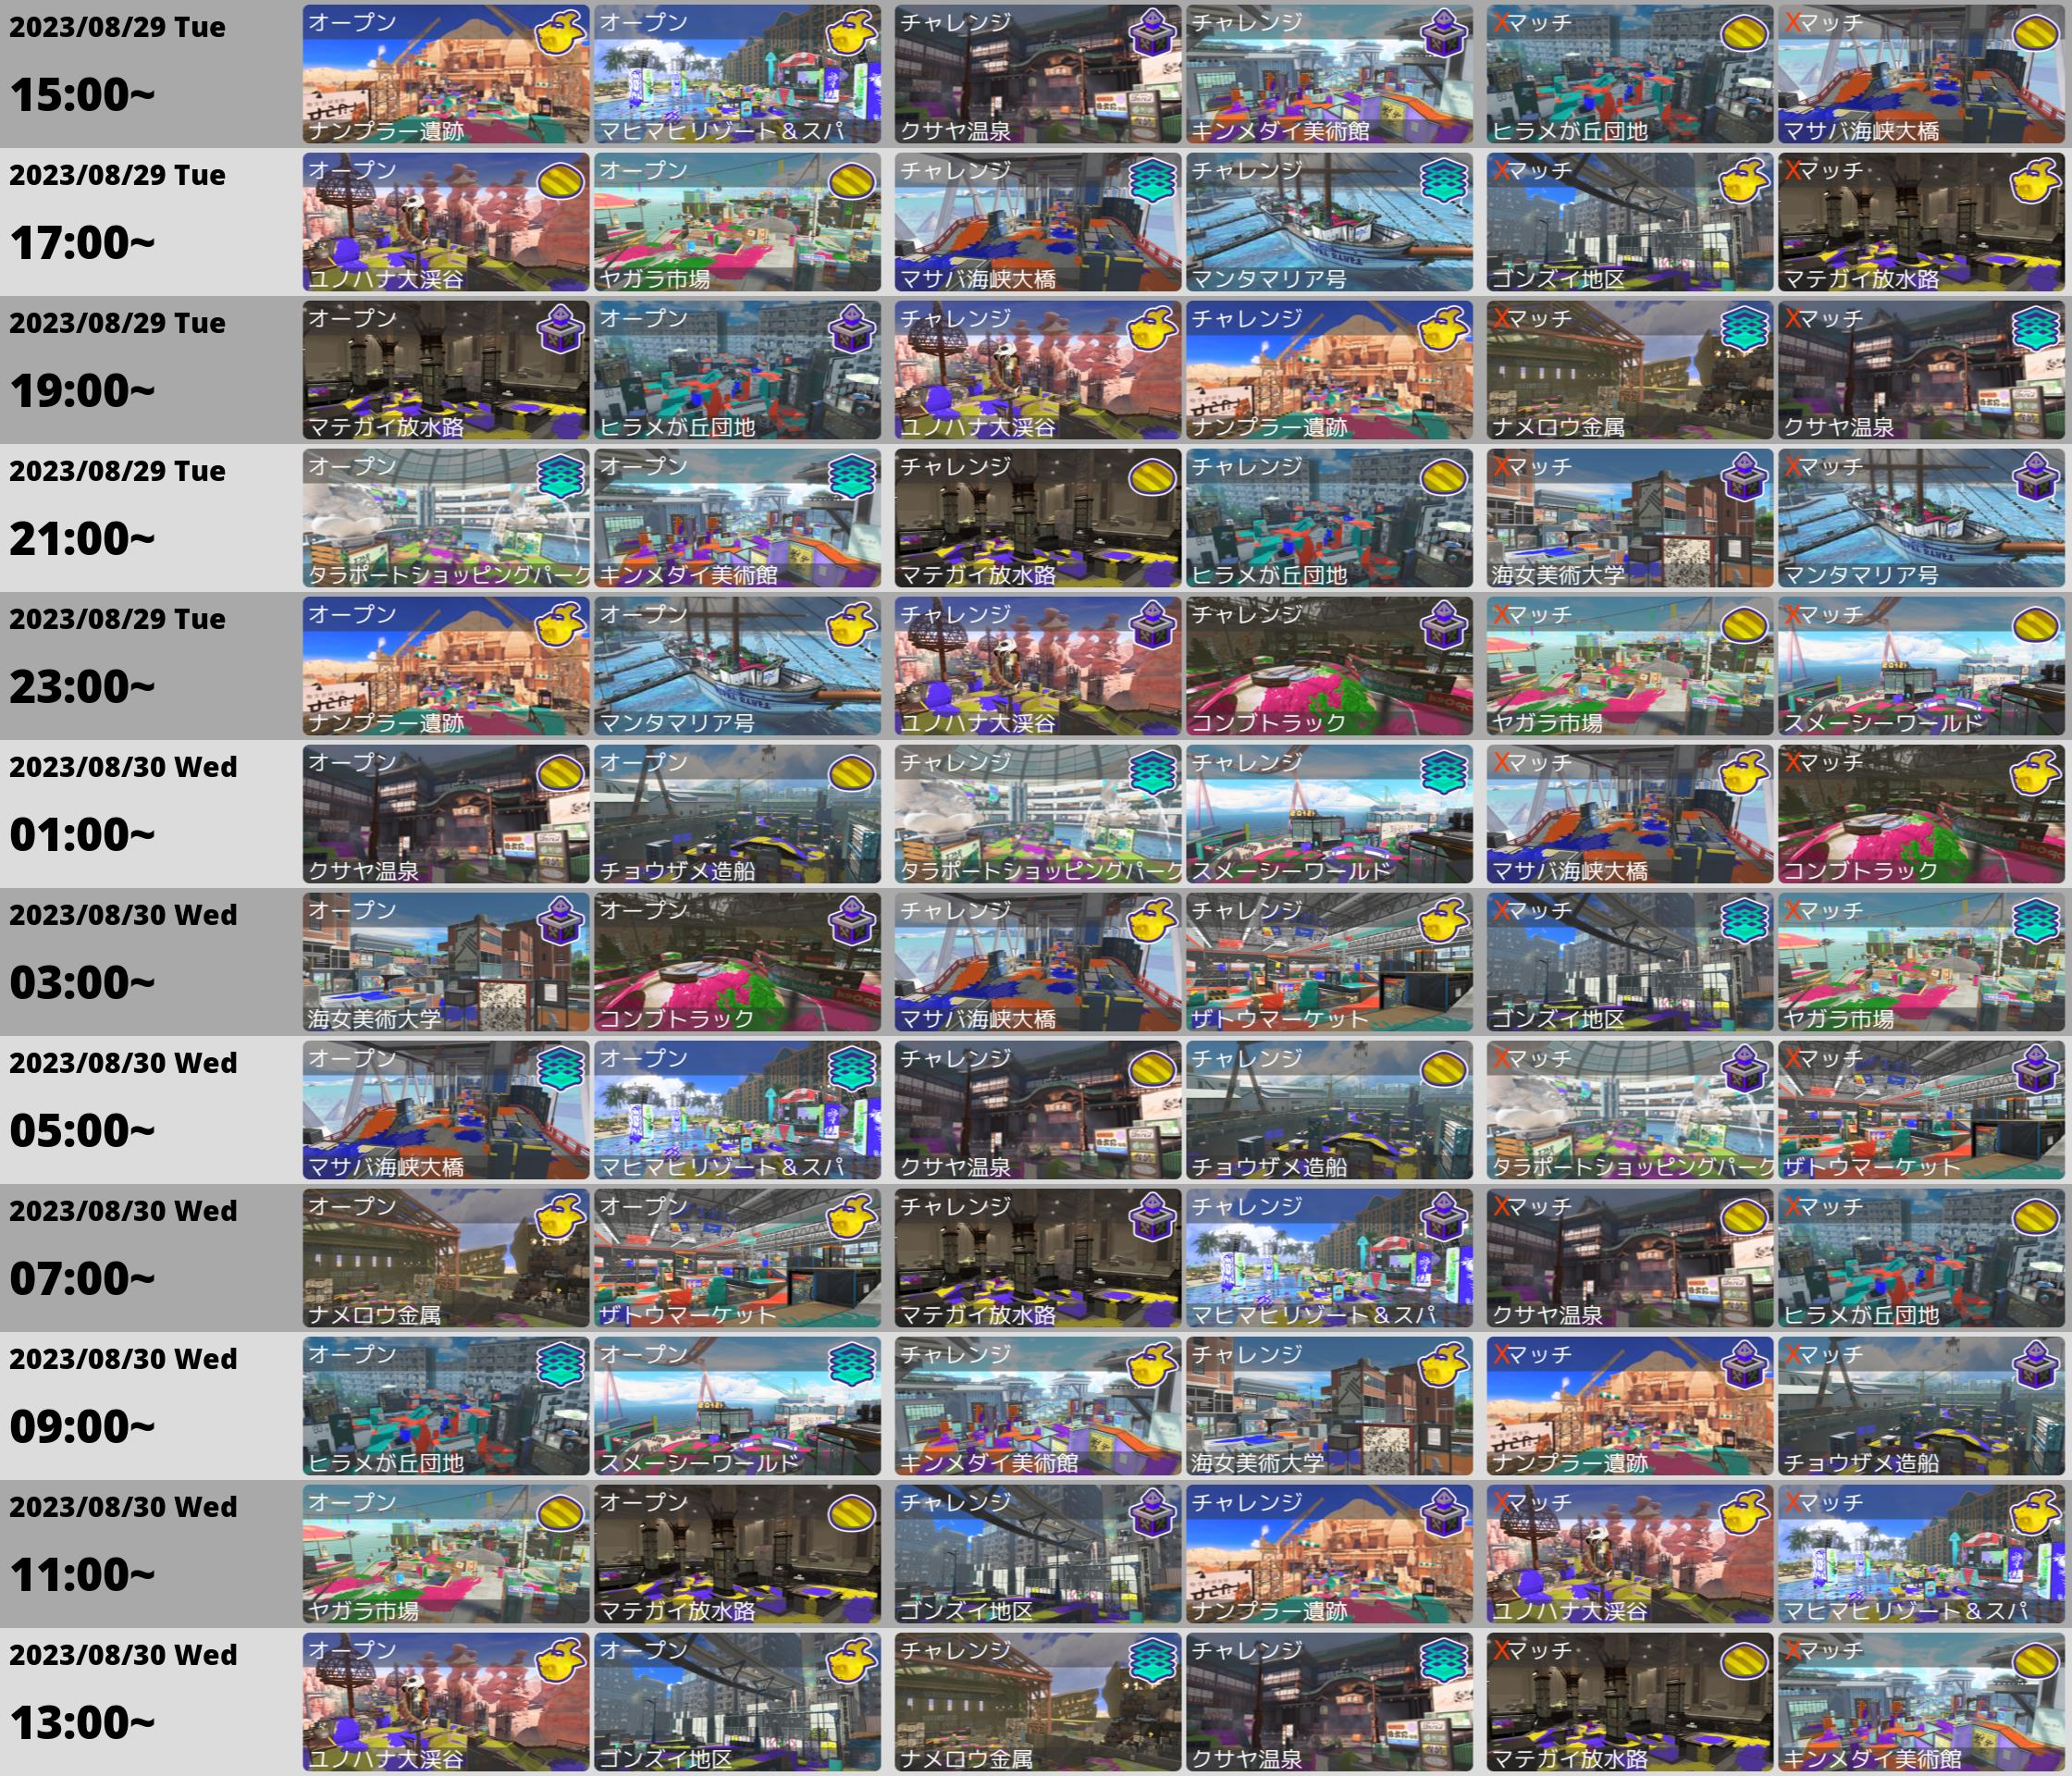 2023/08/29 Tue
15:00~
オープン オープン チャレンジ チャレンジ Xマッチ Xマッチ
ナンプラー遺跡 マヒマヒリゾート＆スパ クサヤ温泉 キンメダイ美術館 ヒラメが丘団地 マサバ海峡大橋
2023/08/29 Tue
17:00~
オープン オープン チャレンジ チャレンジ Xマッチ Xマッチ
ユノハナ大渓谷 ヤガラ市場 マサバ海峡大橋 マンタマリア号 ゴンズイ地区 マテガイ放水路
2023/08/29 Tue
19:00~
オープン オープン チャレンジ チャレンジ Xマッチ Xマッチ
マテガイ放水路 ヒラメが丘団地 ユノハナ大渓谷 ナンプラー遺跡 ナメロウ金属 クサヤ温泉
2023/08/29 Tue
21:00~
オープン オープン チャレンジ チャレンジ Xマッチ Xマッチ
タラポートショッピングパーク キンメダイ美術館 マテガイ放水路 ヒラメが丘団地 海女美術大学 マンタマリア号
2023/08/29 Tue
23:00~
オープン オープン チャレンジ チャレンジ Xマッチ Xマッチ
ナンプラー遺跡 マンタマリア号 ユノハナ大渓谷 コンブトラック ヤガラ市場 スメーシーワールド
2023/08/30 Wed
01:00~
オープン オープン チャレンジ チャレンジ Xマッチ Xマッチ
クサヤ温泉 チョウザメ造船 タラポートショッピングパーク スメーシーワールド マサバ海峡大橋 コンブトラック
2023/08/30 Wed
03:00~
オープン オープン チャレンジ チャレンジ Xマッチ Xマッチ
海女美術大学 コンブトラック マサバ海峡大橋 ザトウマーケット ゴンズイ地区 ヤガラ市場
2023/08/30 Wed
05:00~
オープン オープン チャレンジ チャレンジ Xマッチ Xマッチ
マサバ海峡大橋 マヒマヒリゾート＆スパ クサヤ温泉 チョウザメ造船 タラポートショッピングパーク ザトウマーケット
2023/08/30 Wed
07:00~
オープン オープン チャレンジ チャレンジ Xマッチ Xマッチ
ナメロウ金属 ザトウマーケット マテガイ放水路 マヒマヒリゾート＆スパ クサヤ温泉 ヒラメが丘団地
2023/08/30 Wed
09:00~
オープン オープン チャレンジ チャレンジ Xマッチ Xマッチ
ヒラメが丘団地 スメーシーワールド キンメダイ美術館 海女美術大学 ナンプラー遺跡 チョウザメ造船
2023/08/30 Wed
11:00~
オープン オープン チャレンジ チャレンジ Xマッチ Xマッチ
ヤガラ市場 マテガイ放水路 ゴンズイ地区 ナンプラー遺跡 ユノハナ大渓谷 マヒマヒリゾート＆スパ
2023/08/30 Wed
13:00~
オープン オープン チャレンジ チャレンジ Xマッチ Xマッチ
ユノハナ大渓谷 ゴンズイ地区 ナメロウ金属 クサヤ温泉 マテガイ放水路 キンメダイ美術館